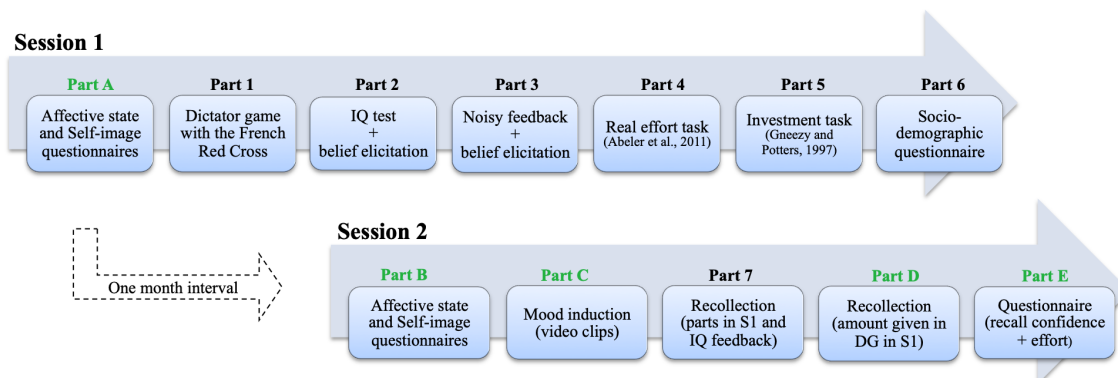 Session 1
Part A
Affective state
and Self-image
questionnaires
Part 1
Dictator game
with the French
Red Cross
Part 2
IQ test
+
belief elicitation
Part 3
Noisy feedback
+
belief elicitation
Part 4
Real effort task
(Abeler et al., 2011)
Part 5
Investment task
(Gneezy and
Potters, 1997)
Part 6
Socio-
demographic
questionnaire
One month interval
Session 2
Part B
Affective state
and Self-image
questionnaires
Part C
Mood induction
(video clips)
Part 7
Recollection
(parts in S1 and
IQ feedback)
Part D
Recollection
(amount given in
DG in S1)
Part E
Questionnaire
(recall confidence
+ effort)